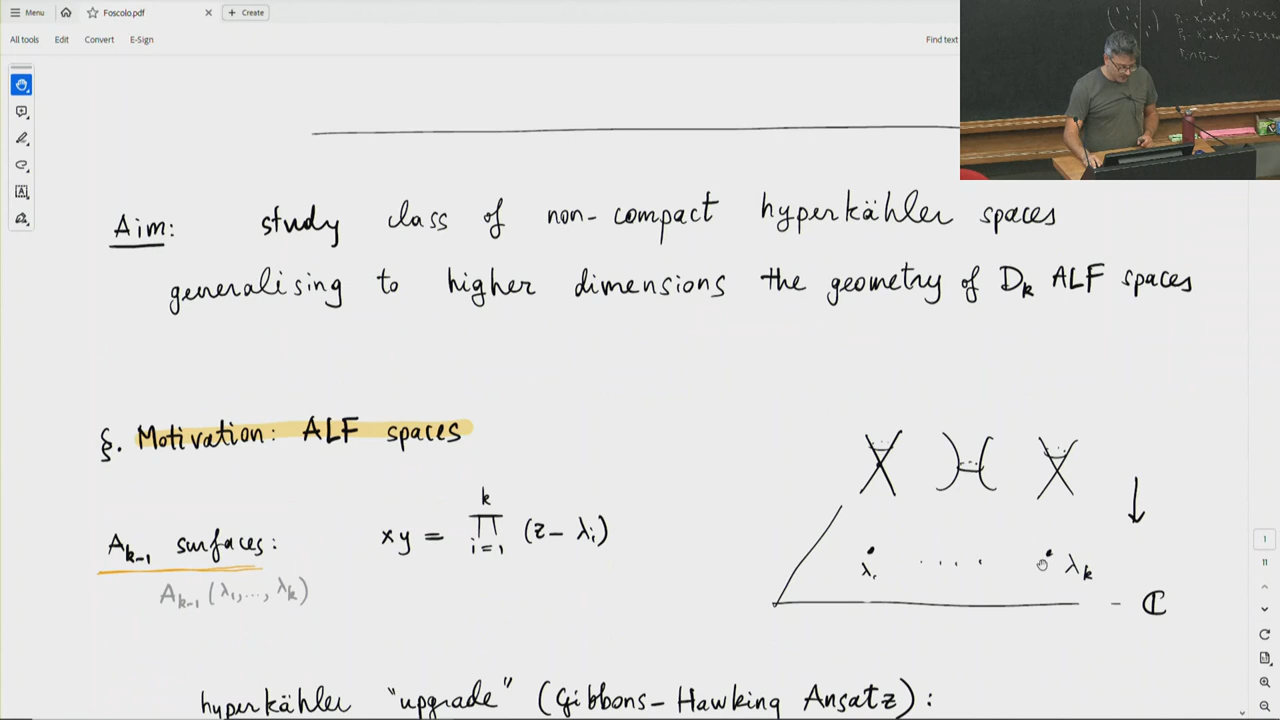 Menu
Foscolo.pdf
Create
All tools Edit Convert E-Sign
Find text
Aim: study class of non-compact hyperkähler spaces
generalising to higher dimensions the geometry of D_k ALF spaces
§. Motivation: ALF spaces
A_{k-1} surfaces: xy = ∏_{i=1}^{k} (z - λ_i)
A_{k-1} (λ_1, ..., λ_k)
λ_1 .... λ_k
ℂ
hyperkähler "upgrade" (Gibbons-Hawking Ansatz):
1
11